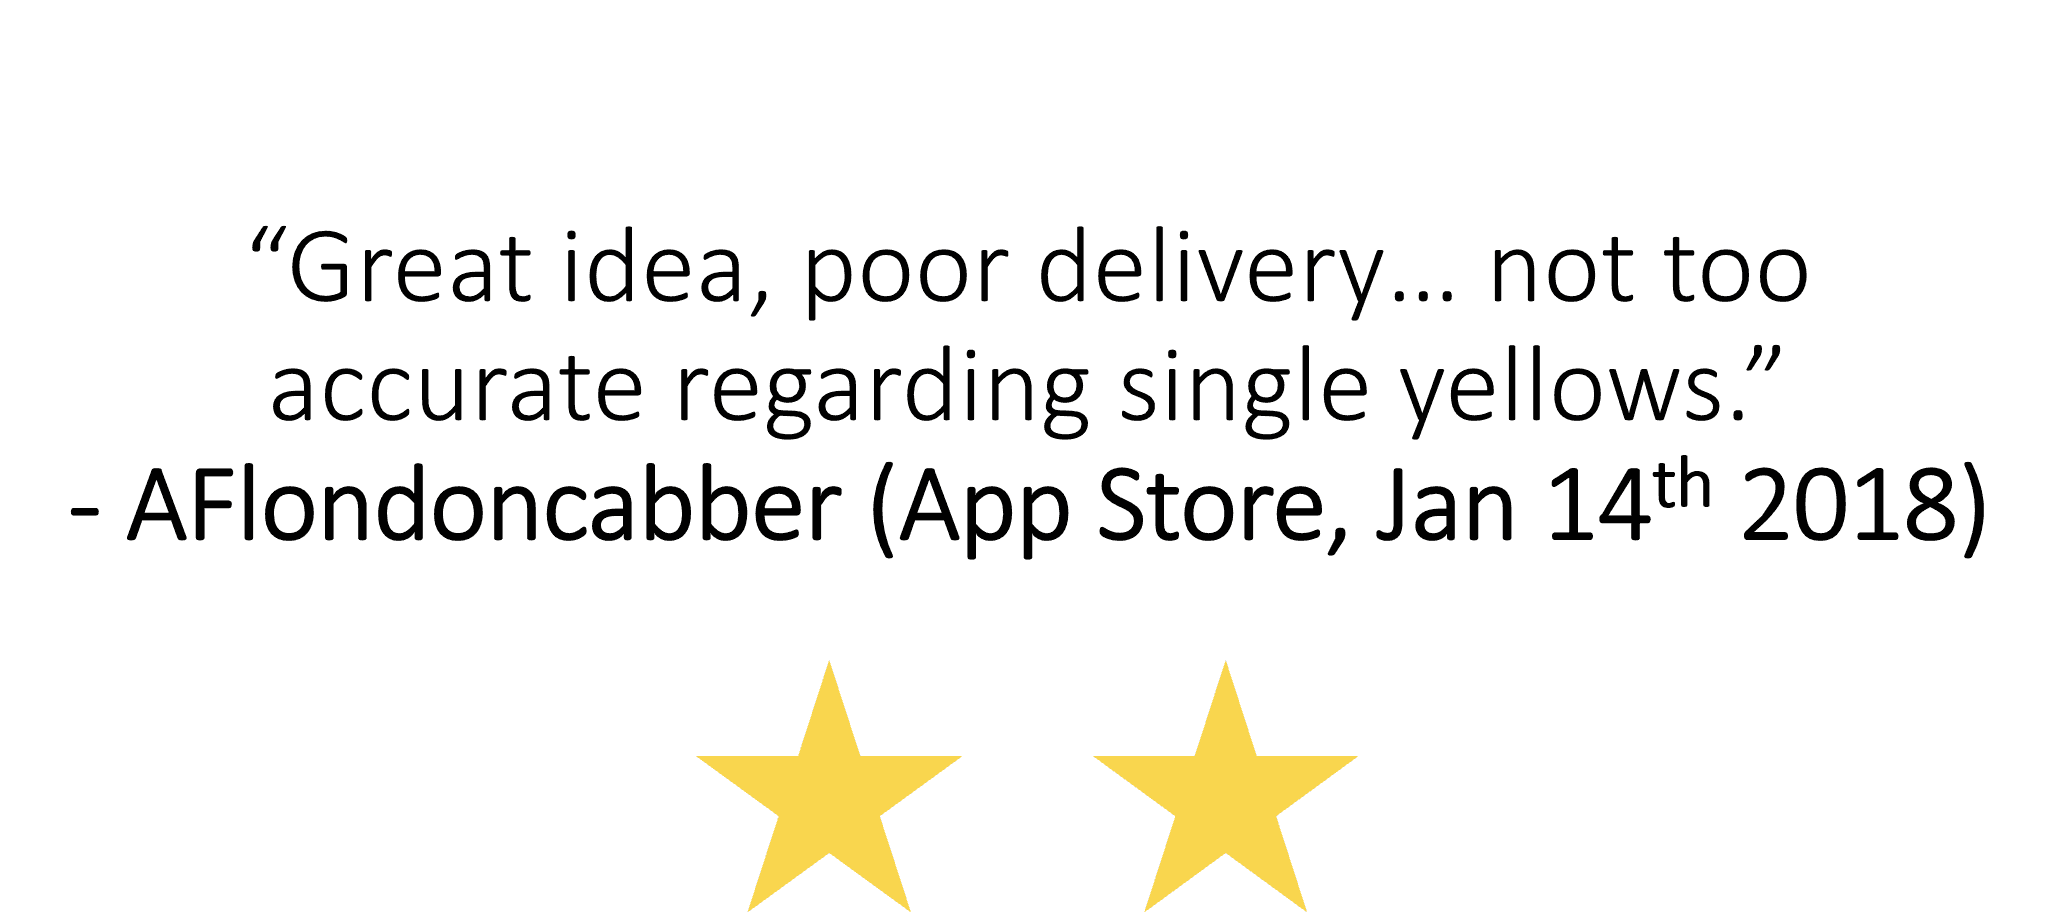 “Great idea, poor delivery… not too
accurate regarding single yellows.”
- AFlondoncabber (App Store, Jan 14th 2018)